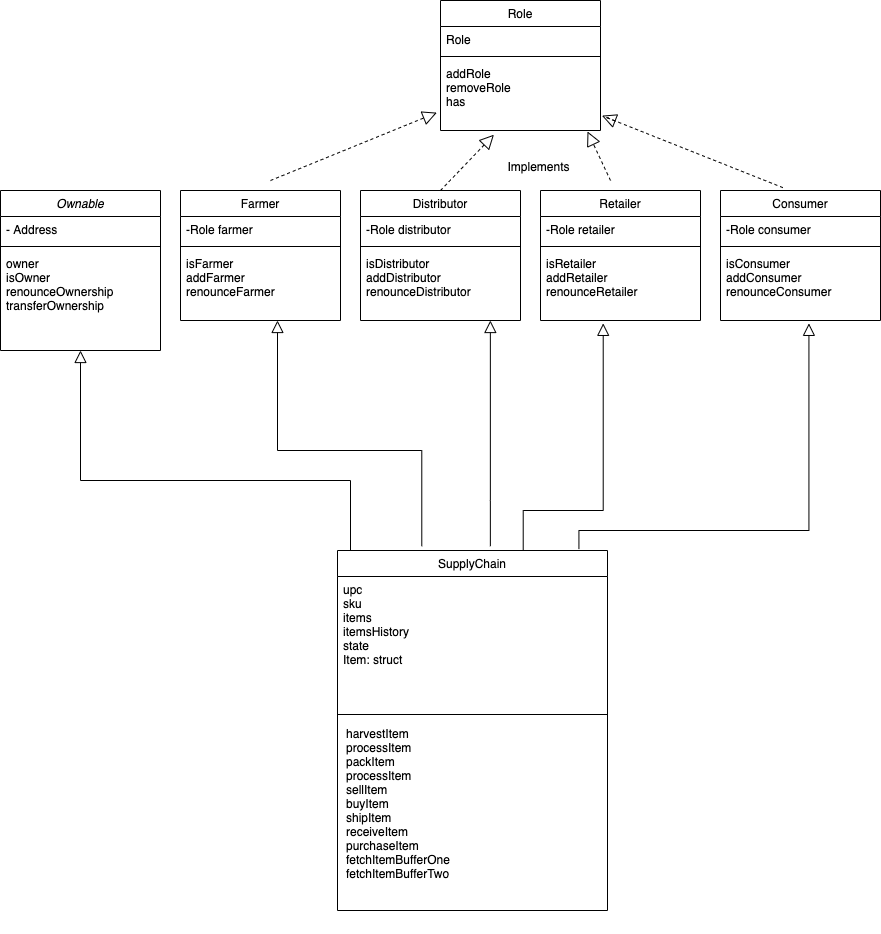 Role
Role
addRole
removeRole
has
Implements
Ownable
- Address
owner
isOwner
renounceOwnership
transferOwnership
Farmer
-Role farmer
isFarmer
addFarmer
renounceFarmer
Distributor
-Role distributor
isDistributor
addDistributor
renounceDistributor
Retailer
-Role retailer
isRetailer
addRetailer
renounceRetailer
Consumer
-Role consumer
isConsumer
addConsumer
renounceConsumer
SupplyChain
upc
sku
items
itemsHistory
state
Item: struct
harvestItem
processItem
packItem
processItem
sellItem
buyItem
shipItem
receiveItem
purchaseItem
fetchItemBufferOne
fetchItemBufferTwo